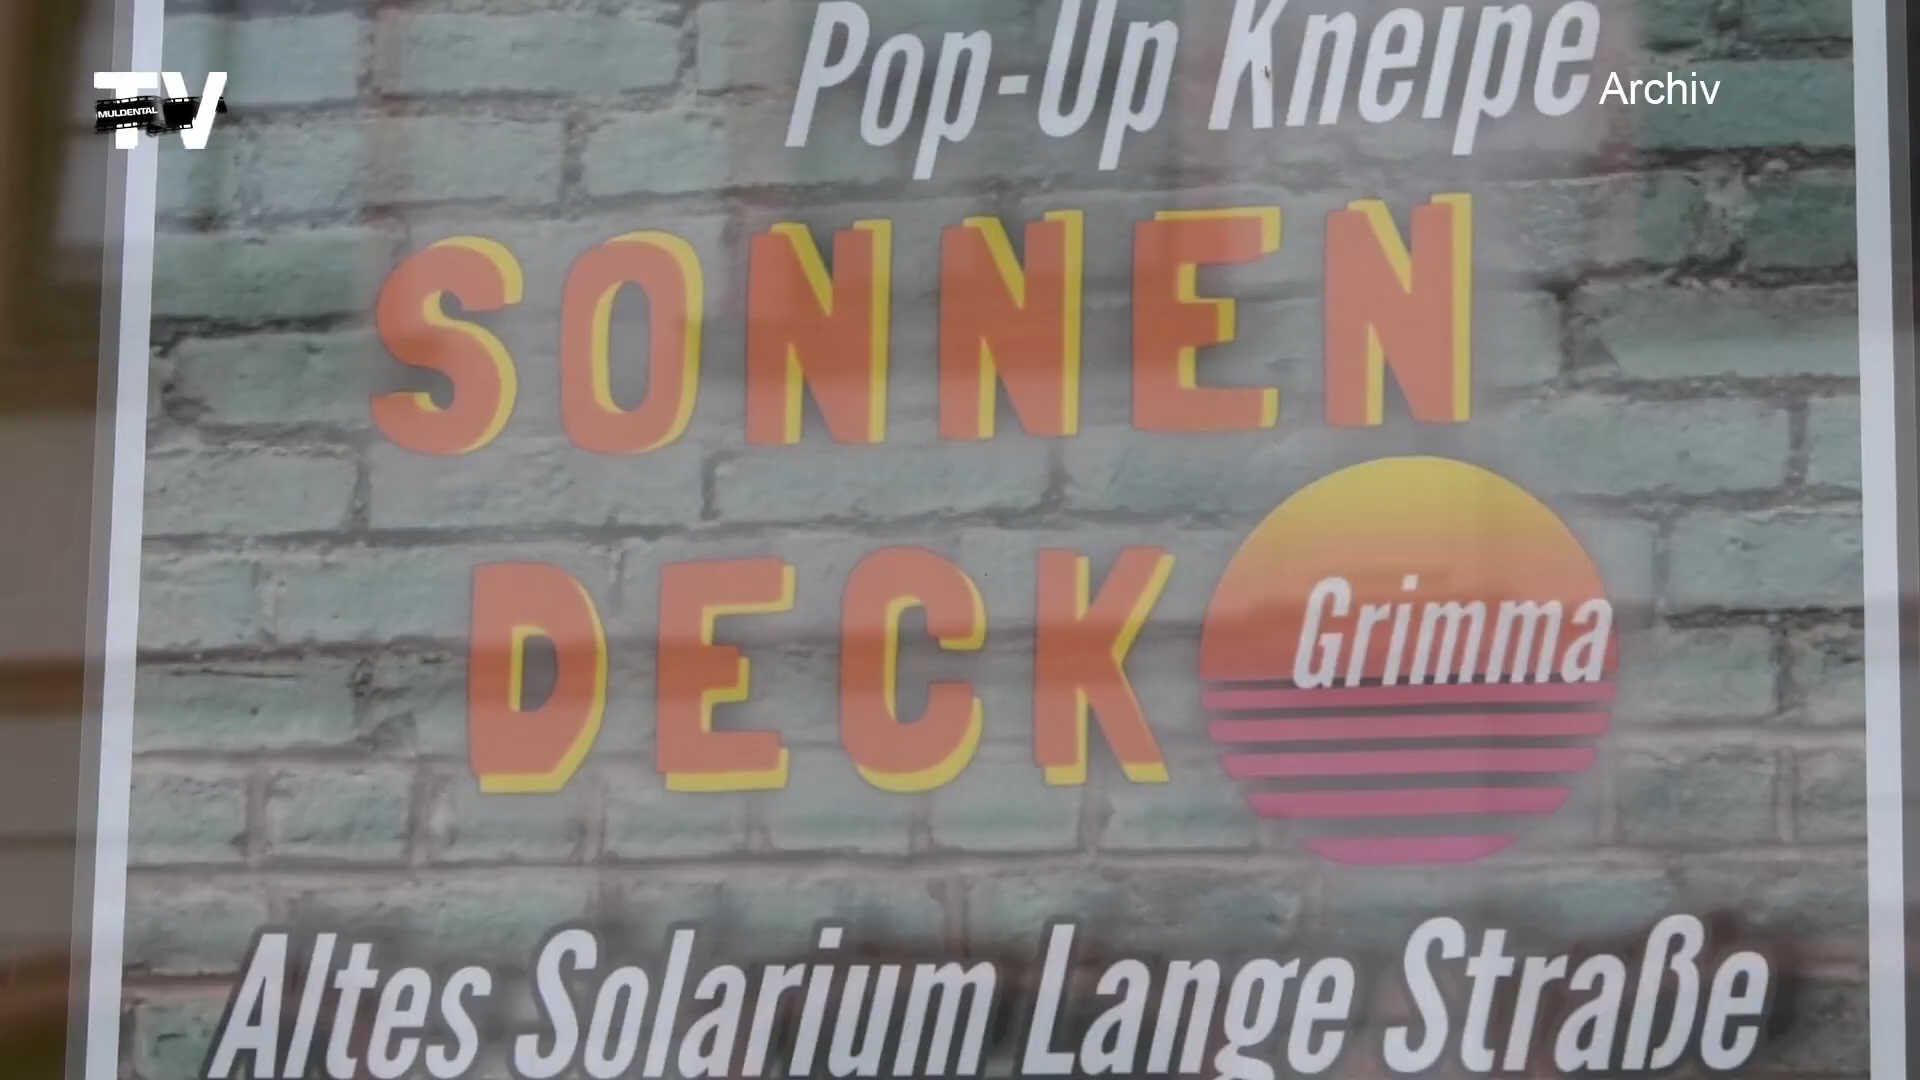 Pop-Up Kneipe
Archiv
TV
MULDENTAL
SONNEN
DECK
Grimma
Altes Solarium Lange Straße